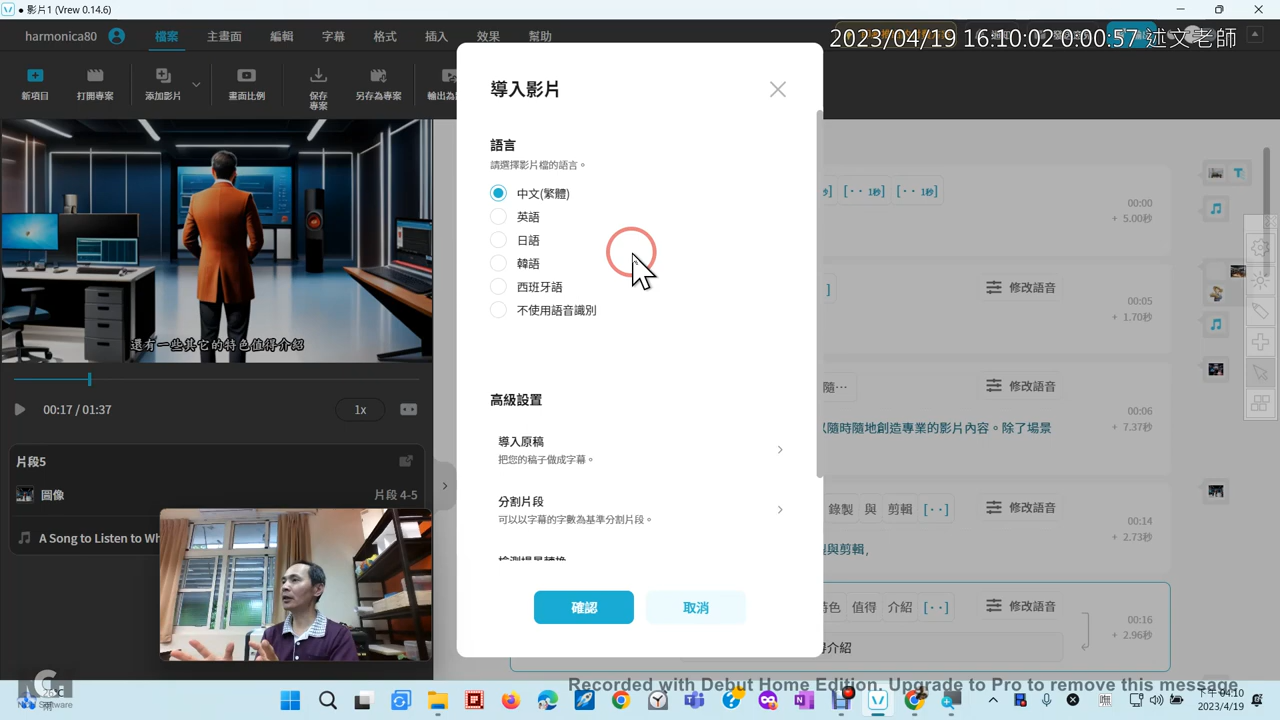 ● 影片1 (Vrew 0.14.6)
harmonica80
檔案
主畫面
編輯
字幕
格式
插入
效果
幫助
2023/04/19 16:10:02 0:00:57 述文老師
新項目
打開專案
添加影片
畫面比例
保存
專案
另存為專案
導入影片
語言
請選擇影片檔的語言。
中文(繁體)
英語
日語
韓語
西班牙語
不使用語音識別
高級設置
導入原稿
把您的稿子做成字幕。
分割片段
可以以字幕的字數為基準分割片段。
確認
取消
還有一些其它的特色值得介紹
00:17 / 01:37
1x
片段5
圖像
片段 4-5
A Song to Listen to Wh
[·· 1秒] [·· 1秒]
00:00
+ 5.00秒
修改語音
00:05
+ 1.70秒
隨⋯
修改語音
00:06
+ 7.37秒
隨時隨地創造專業的影片內容。除了場景
錄製 與 剪輯 [··]
修改語音
00:14
+ 2.73秒
製與剪輯,
特色 值得 介紹 [··]
修改語音
00:16
+ 2.96秒
介紹
Recorded with Debut Home Edition. Upgrade to Pro to remove this message.
下午 04:10
2023/4/19